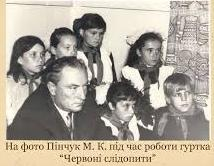 На фото Пінчук М. К. під час роботи гуртка
“Червоні слідопити”